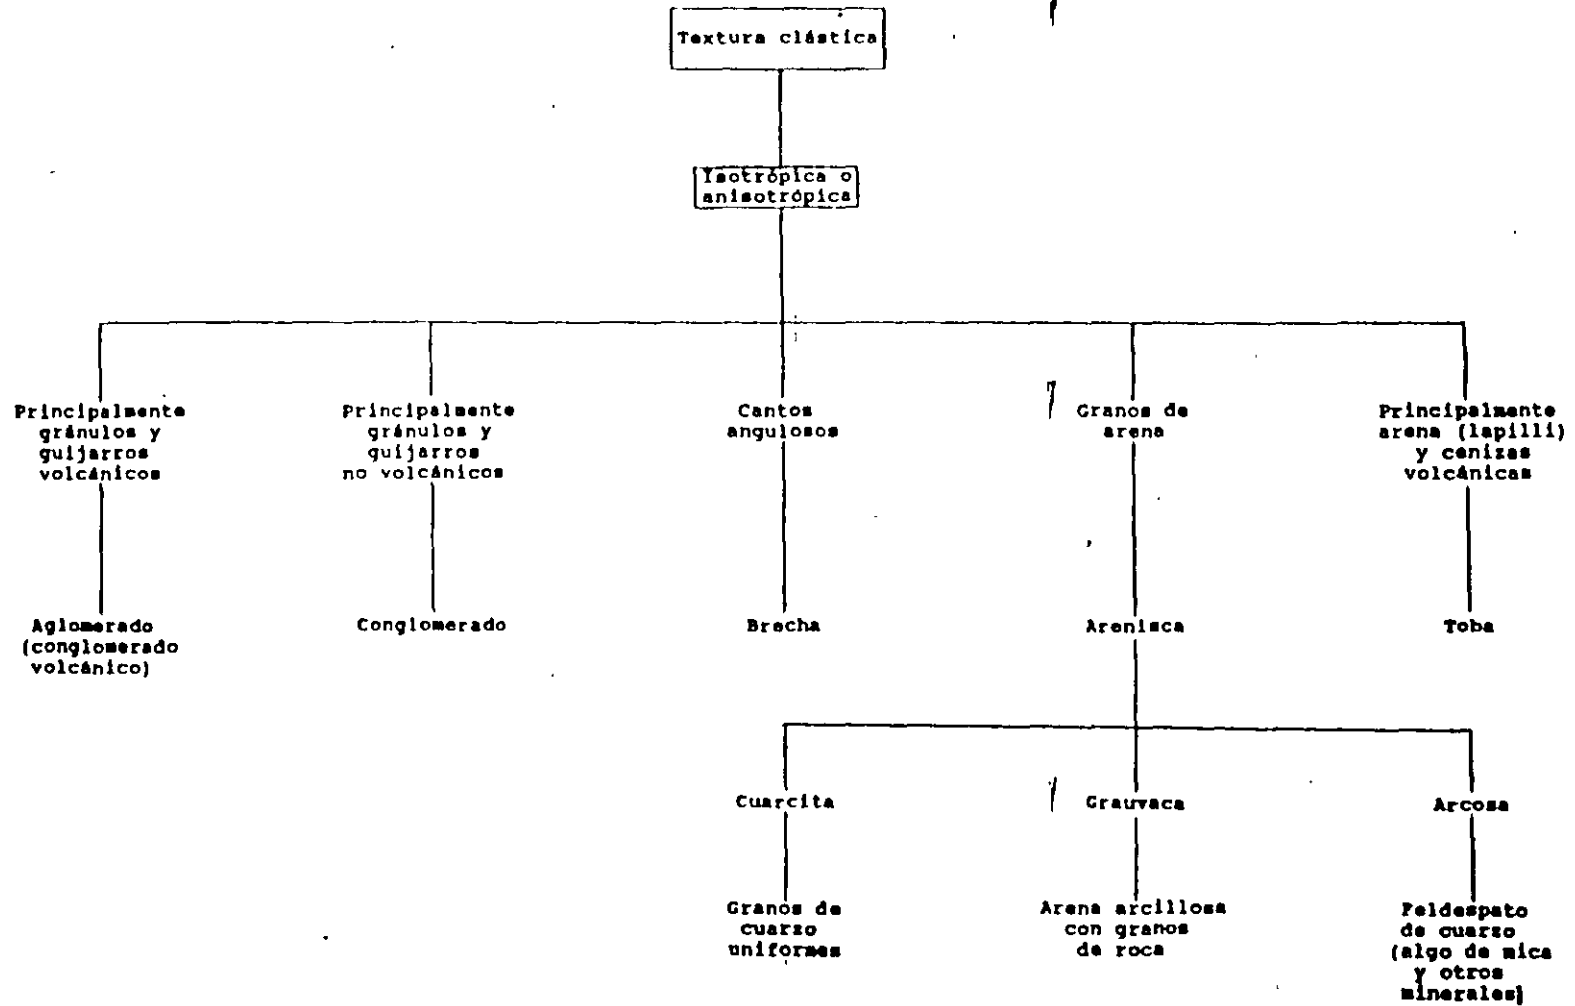 Textura clástica
Isotrópica o
anisotrópica
Principalmente
gránulos y
guijarros
volcánicos
Principalmente
gránulos y
guijarros
no volcánicos
Cantos
angulosos
Granos de
arena
Principalmente
arena (lapilli)
y cenizas
volcánicas
Aglomerado
(conglomerado
volcánico)
Conglomerado
Brecha
Arenisca
Toba
Cuarcita
Grauvaca
Arcosa
Granos de
cuarzo
uniformes
Arena arcillosa
con granos
de roca
Feldespato
de cuarzo
(algo de mica
y otros
minerales)